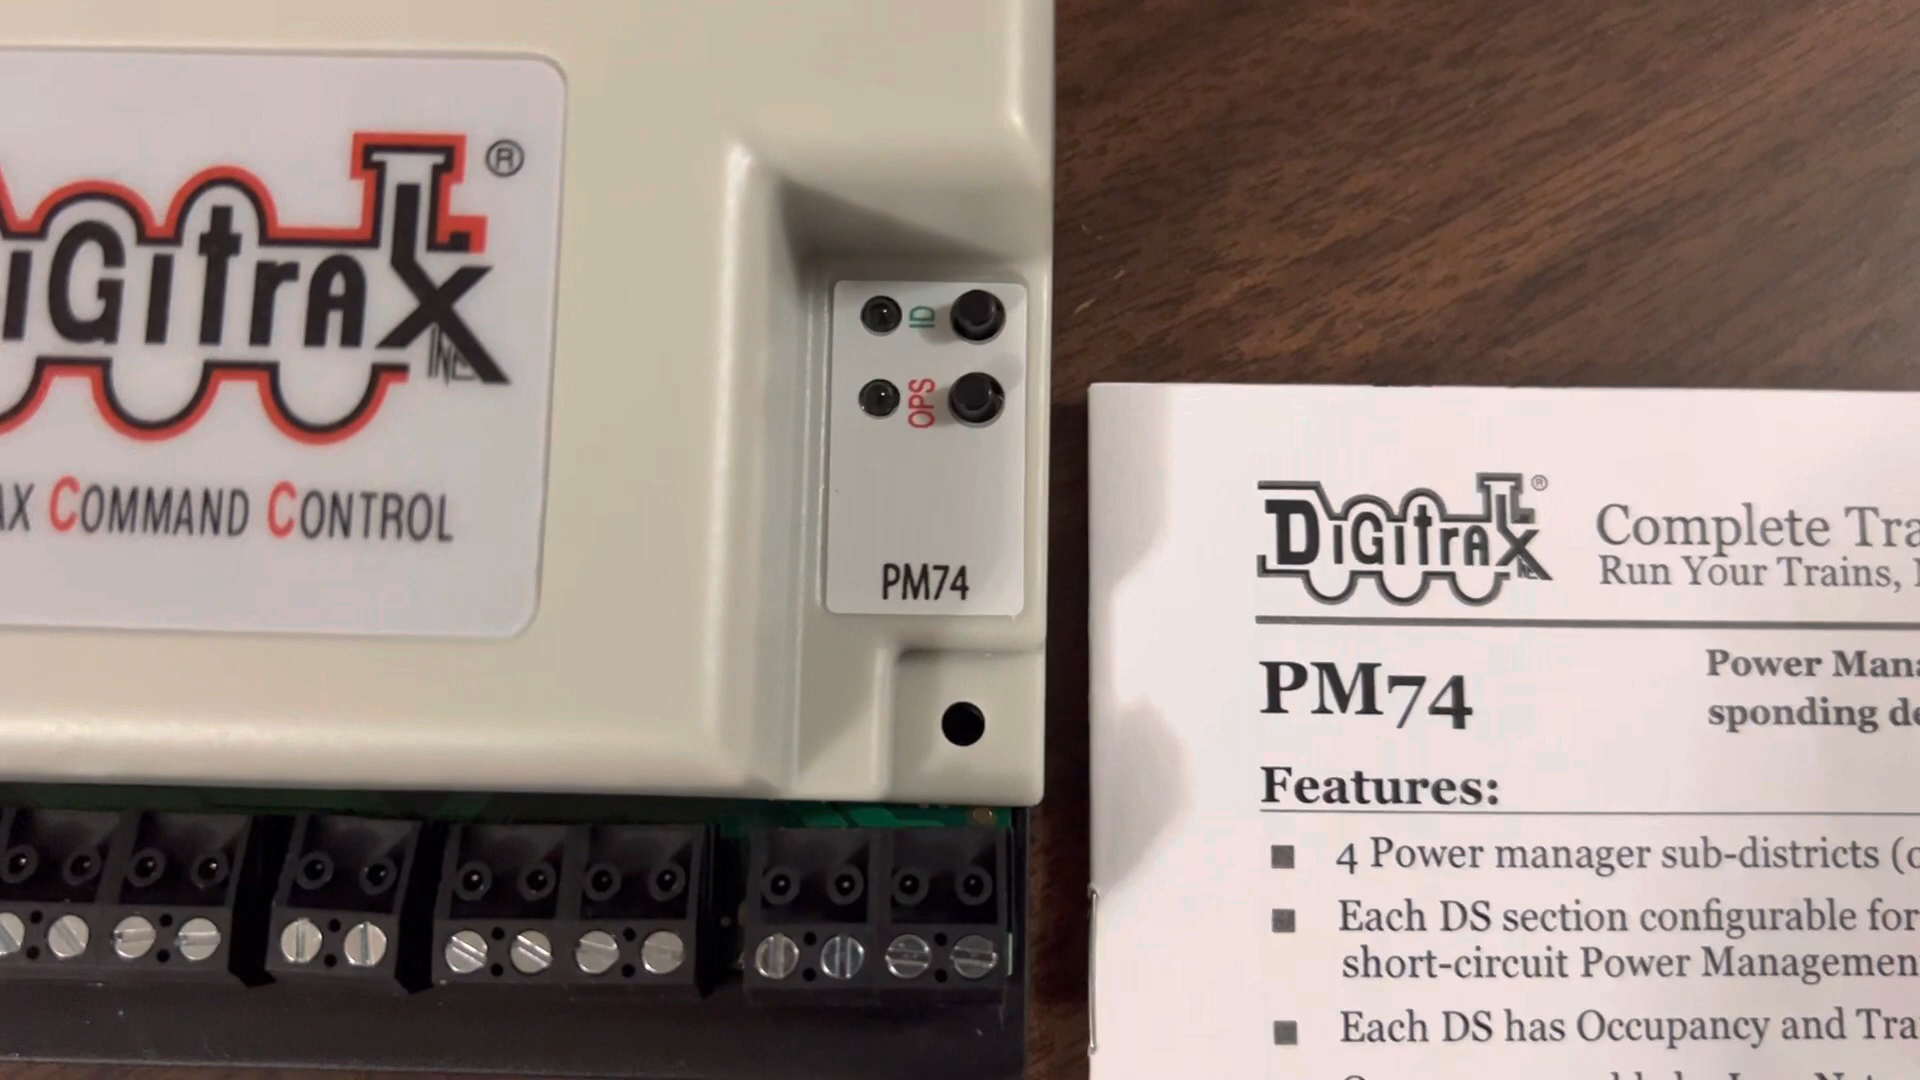 DiGitrAX INC ®
AX COMMAND CONTROL
ID
OPS
PM74
DiGitrAX INC ®
Complete Tra
Run Your Trains,
PM74
Power Mana
sponding de
Features:
4 Power manager sub-districts (
Each DS section configurable for
short-circuit Power Managemen
Each DS has Occupancy and Tra